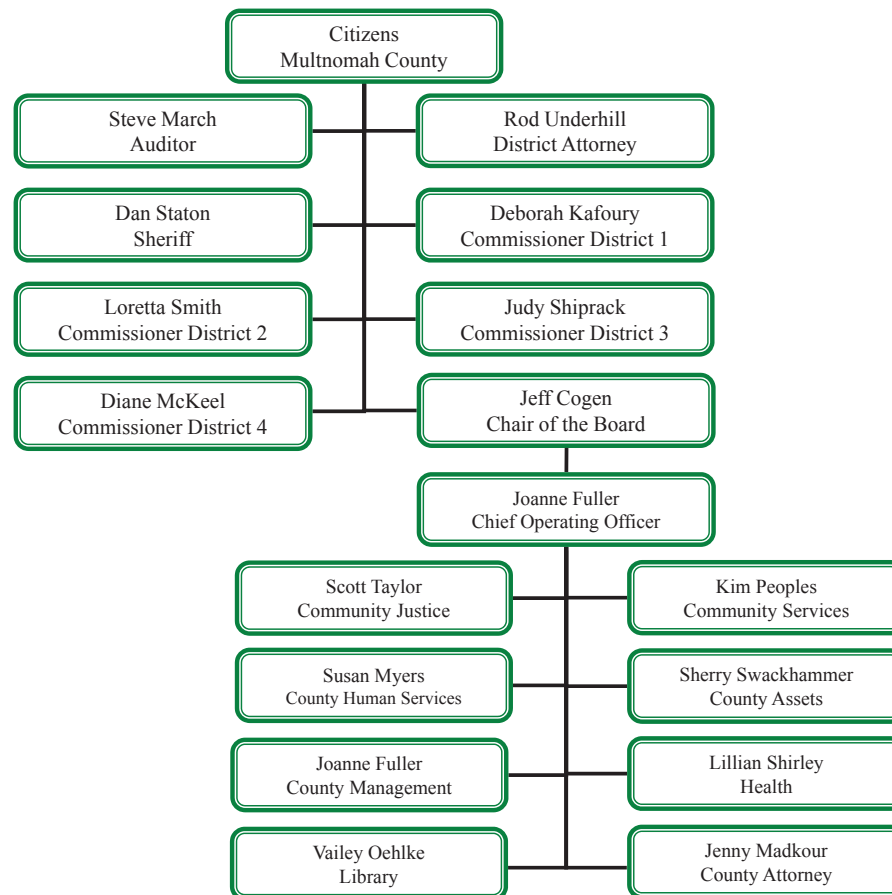 Citizens
Multnomah County
Steve March
Auditor
Rod Underhill
District Attorney
Dan Staton
Sheriff
Deborah Kafoury
Commissioner District 1
Loretta Smith
Commissioner District 2
Judy Shiprack
Commissioner District 3
Diane McKeel
Commissioner District 4
Jeff Cogen
Chair of the Board
Joanne Fuller
Chief Operating Officer
Scott Taylor
Community Justice
Kim Peoples
Community Services
Susan Myers
County Human Services
Sherry Swackhammer
County Assets
Joanne Fuller
County Management
Lillian Shirley
Health
Vailey Oehlke
Library
Jenny Madkour
County Attorney